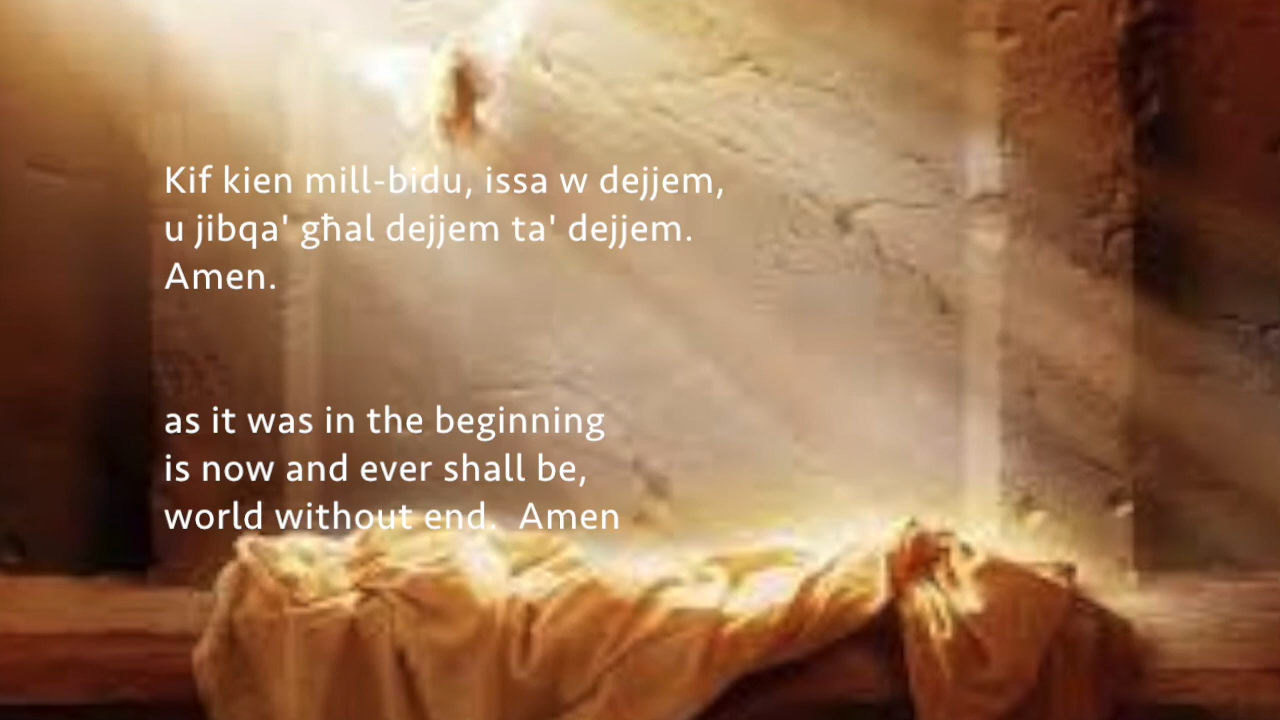 Kif kien mill-bidu, issa w dejjem,
u jibqa' għal dejjem ta' dejjem.
Amen.
as it was in the beginning
is now and ever shall be,
world without end.  Amen